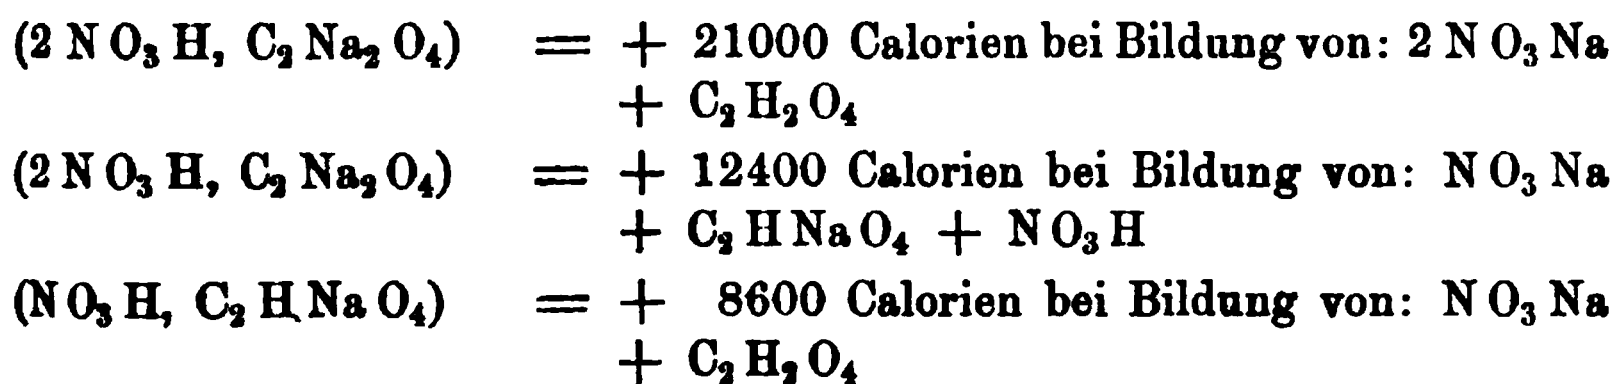 (2 N O₃ H, C₂ Na₂ O₄) = + 21000 Calorien bei Bildung von: 2 N O₃ Na
+ C₂ H₂ O₄
(2 N O₃ H, C₂ Na₂ O₄) = + 12400 Calorien bei Bildung von: N O₃ Na
+ C₂ H Na O₄ + N O₃ H
(N O₃ H, C₂ H Na O₄) = + 8600 Calorien bei Bildung von: N O₃ Na
+ C₂ H₂ O₄